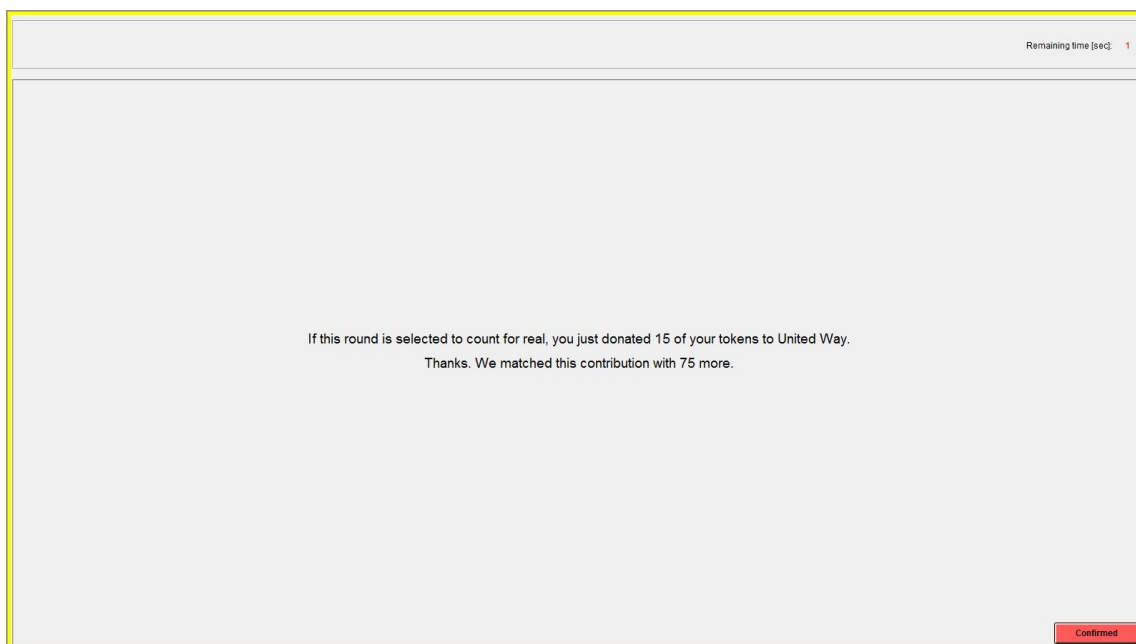 Remaining time [sec]: 1
If this round is selected to count for real, you just donated 15 of your tokens to United Way.
Thanks. We matched this contribution with 75 more.
Confirmed